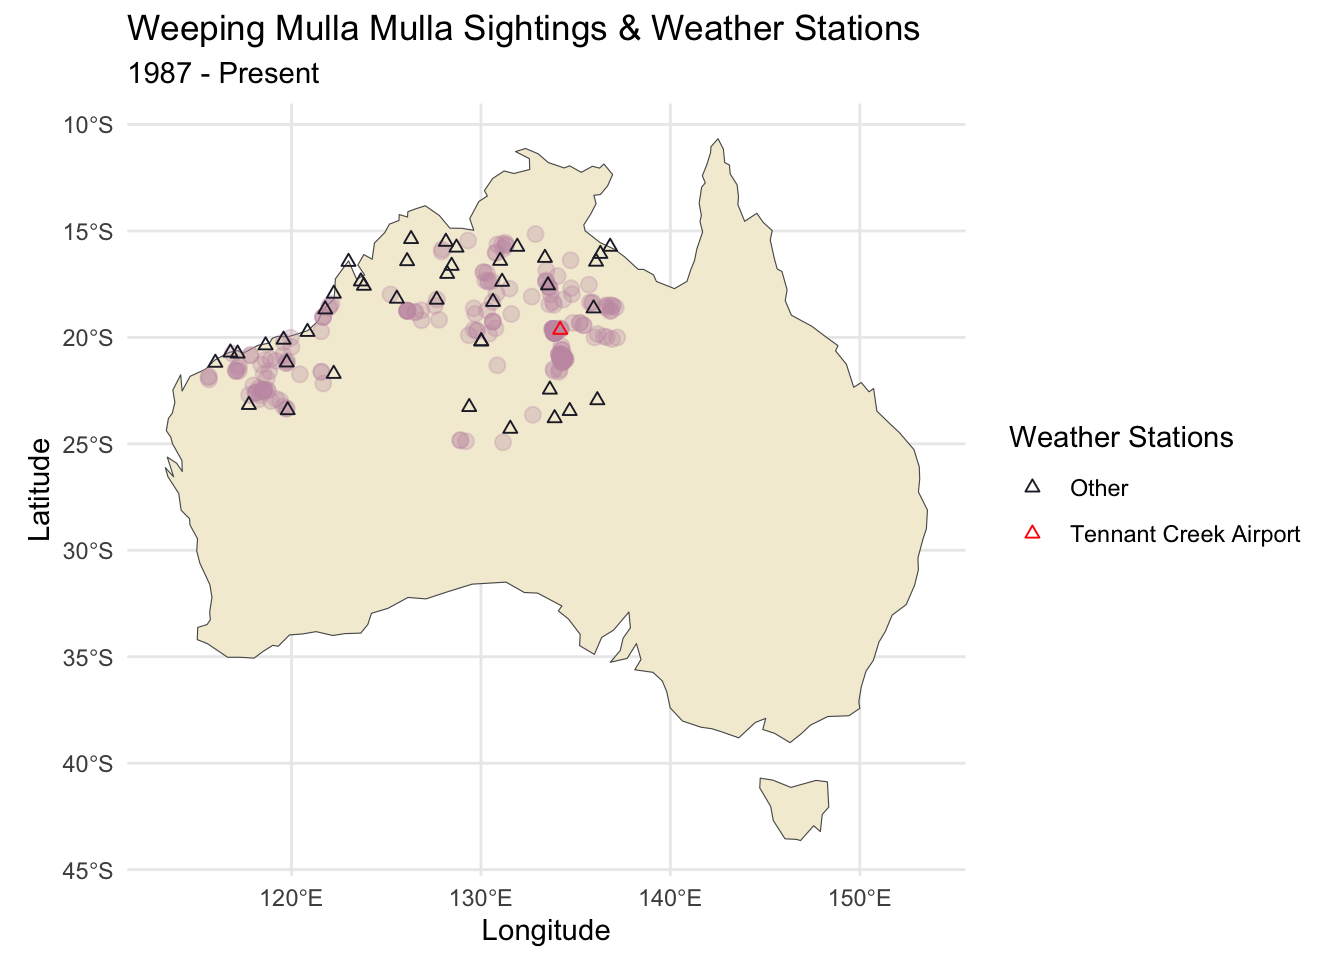 Weeping Mulla Mulla Sightings & Weather Stations
1987 - Present
10°S
15°S
20°S
25°S
30°S
35°S
40°S
45°S
Latitude
120°E
130°E
140°E
150°E
Longitude
Weather Stations
Other
Tennant Creek Airport